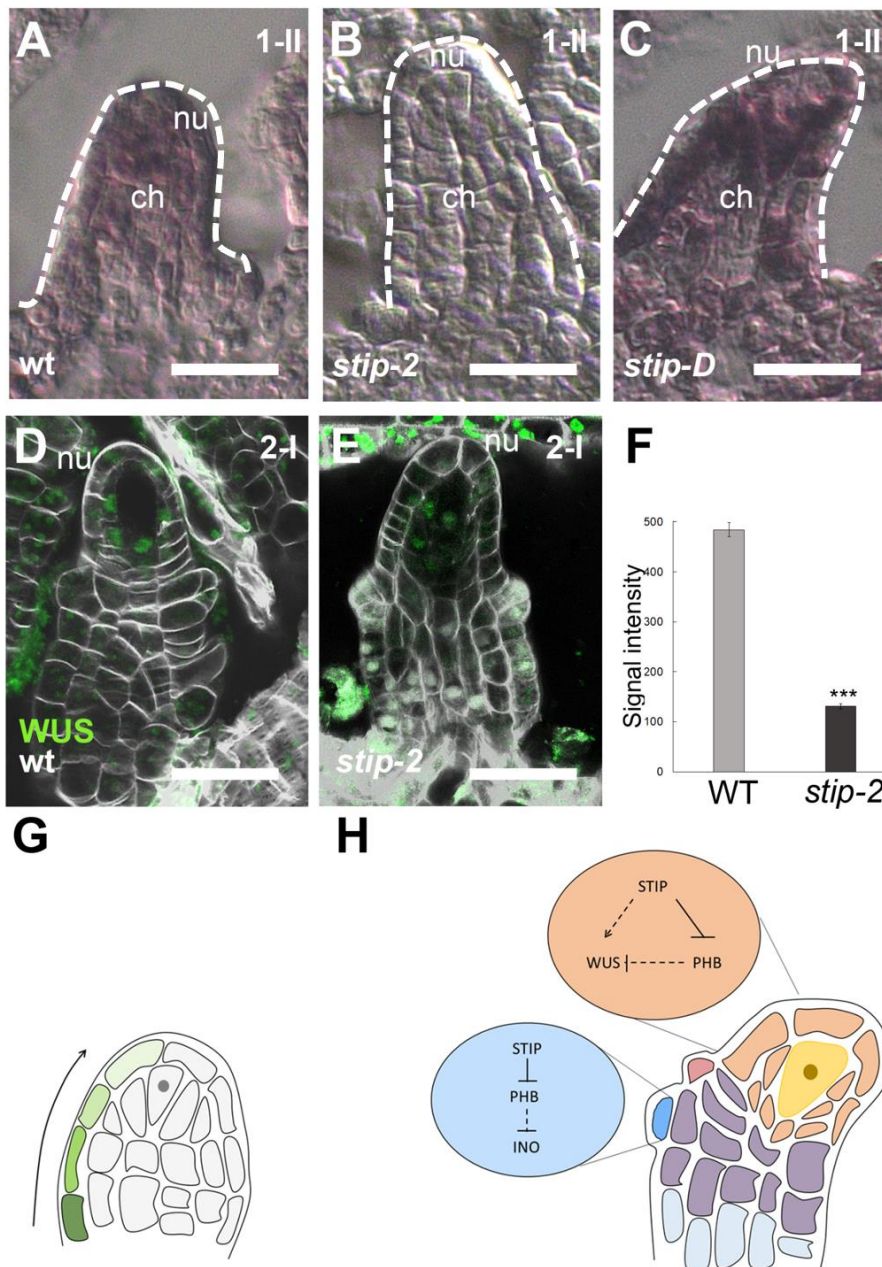 A
1-II
nu
ch
wt
B
1-II
nu
ch
stip-2
C
1-II
nu
ch
stip-D
D
2-I
nu
WUS
wt
E
2-I
nu
stip-2
F
Signal intensity
500
400
300
200
100
0
***
WT
stip-2
G
H
STIP
WUS
PHB
STIP
PHB
INO